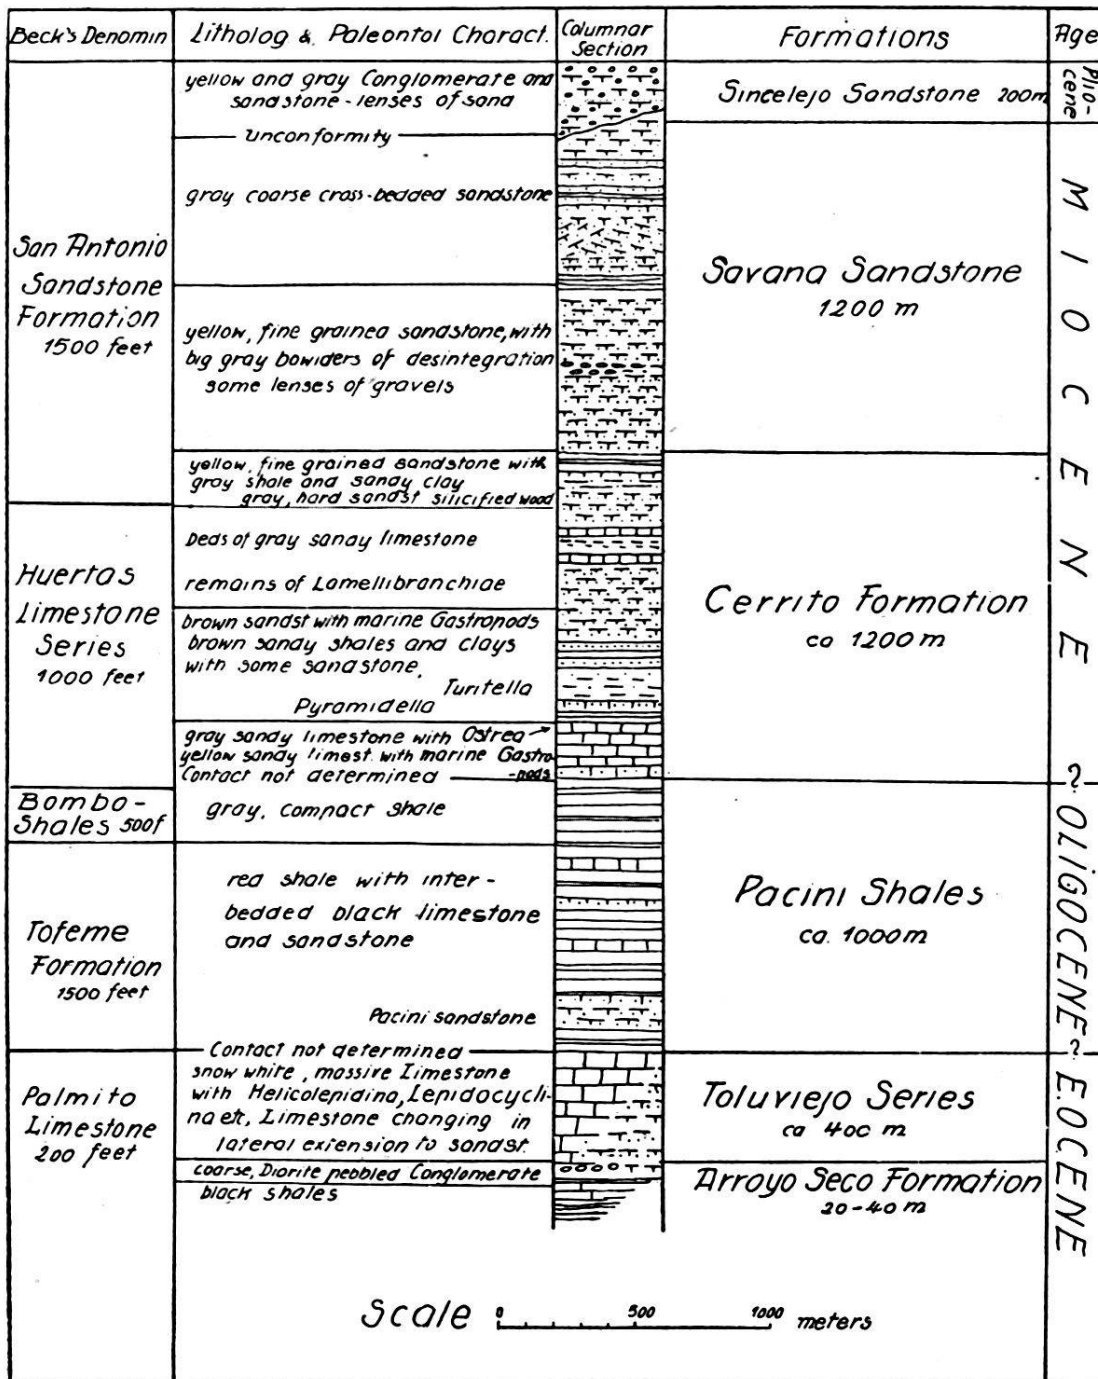 Beck's Denomin
Litholog & Paleontol Charact.
Columnar
Section
Formations
Age
San Antonio
Sandstone
Formation
1500 feet
Huertas
Limestone
Series
1000 feet
Bombo-
Shales 500f
Tofeme
Formation
1500 feet
Palmito
Limestone
200 feet
yellow and gray Conglomerate and
sandstone - lenses of sand
unconformity
gray coarse cross-bedded sandstone
yellow, fine grained sandstone, with
big gray bowlders of desintegration
some lenses of gravels
yellow, fine grained sandstone with
gray shale and sandy clay
gray, hard sandst silicified wood
beds of gray sandy limestone
remains of Lamellibranchiae
brown sandst with marine Gastropods
brown sandy shales and clays
with some sandstone,
Turitella
Pyramidella
gray sandy limestone with Ostrea
yellow sandy limest. with marine Gastro-
Contact not determined -pods
gray, compact shale
red shale with inter-
bedded black limestone
and sandstone
Pacini sandstone
Contact not determined
snow white, massive Limestone
with Helicolepidina, Lepidocycli-
na etc, Limestone changing in
lateral extension to sandst.
coarse, Diorite pebbled Conglomerate
black shales
Sincelejo Sandstone 200m
Savana Sandstone
1200 m
Cerrito Formation
ca 1200 m
Pacini Shales
ca. 1000 m
Toluviejo Series
ca 400 m
Arroyo Seco Formation
20-40 m
Plio-
cene
MIOCENE
?
OLIGOCENE
?
EOCENE
Scale 0 500 1000 meters